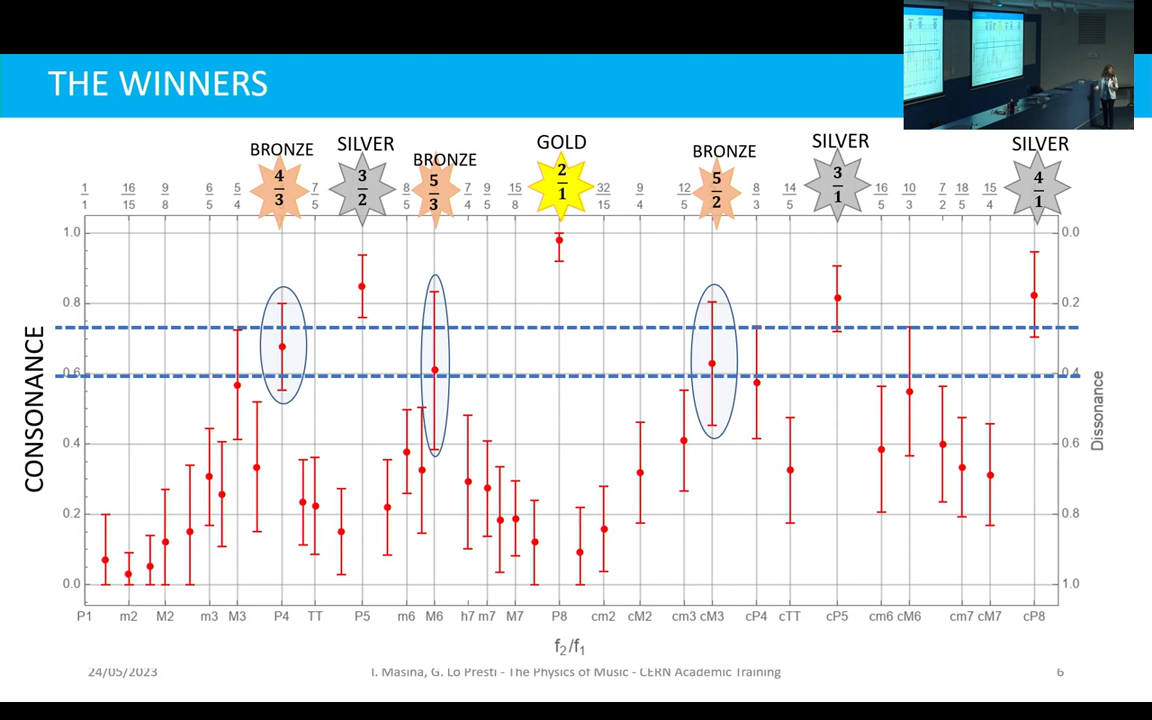 THE WINNERS
BRONZE SILVER BRONZE GOLD BRONZE SILVER SILVER
1/1 16/15 9/8 6/5 5/4 4/3 7/5 3/2 8/5 5/3 7/4 9/5 15/8 2/1 32/15 9/4 12/5 5/2 8/3 14/5 3/1 16/5 10/3 7/2 18/5 15/4 4/1
1.0 0.0
0.8 0.2
0.6 0.4
0.4 0.6
0.2 0.8
0.0 1.0
CONSONANCE
Dissonance
P1 m2 M2 m3 M3 P4 TT P5 m6 M6 h7 m7 M7 P8 cm2 cM2 cm3 cM3 cP4 cTT cP5 cm6 cM6 cm7 cM7 cP8
f₂/f₁
24/05/2023 I. Masina, G. Lo Presti - The Physics of Music - CERN Academic Training 6